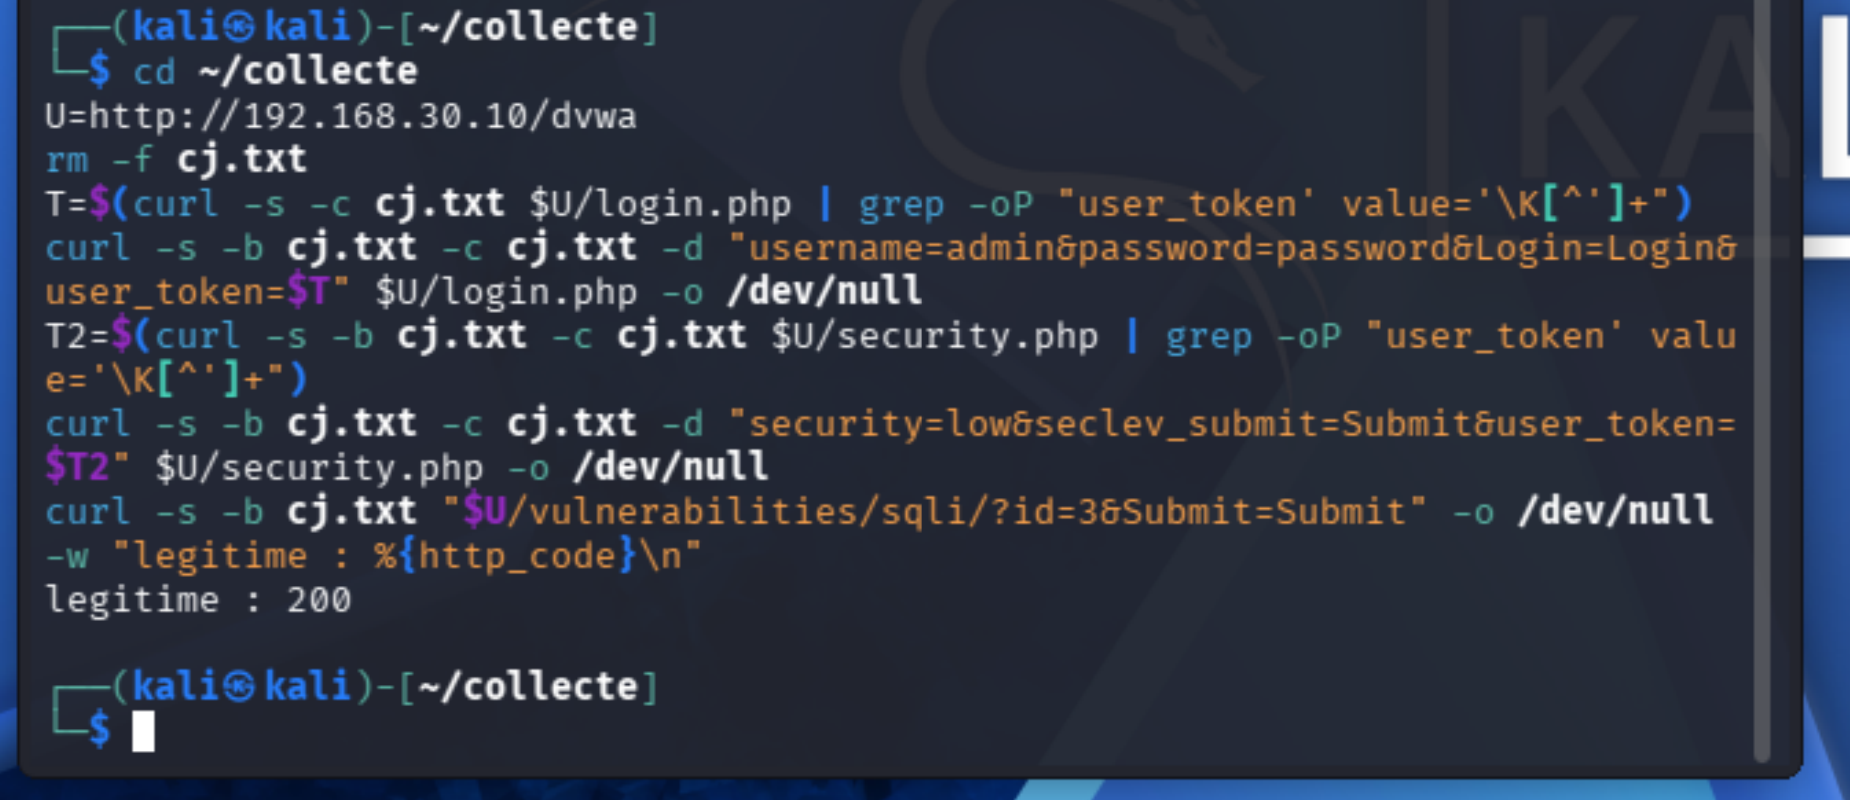 ┌──(kali㉿kali)-[~/collecte]
└─$ cd ~/collecte
U=http://192.168.30.10/dvwa
rm -f cj.txt
T=$(curl -s -c cj.txt $U/login.php | grep -oP "user_token' value='\K[^']+")
curl -s -b cj.txt -c cj.txt -d "username=admin&password=password&Login=Login&
user_token=$T" $U/login.php -o /dev/null
T2=$(curl -s -b cj.txt -c cj.txt $U/security.php | grep -oP "user_token' valu
e='\K[^']+")
curl -s -b cj.txt -c cj.txt -d "security=low&seclev_submit=Submit&user_token=
$T2" $U/security.php -o /dev/null
curl -s -b cj.txt "$U/vulnerabilities/sqli/?id=3&Submit=Submit" -o /dev/null
-w "legitime : %{http_code}\n"
legitime : 200
┌──(kali㉿kali)-[~/collecte]
└─$
KA